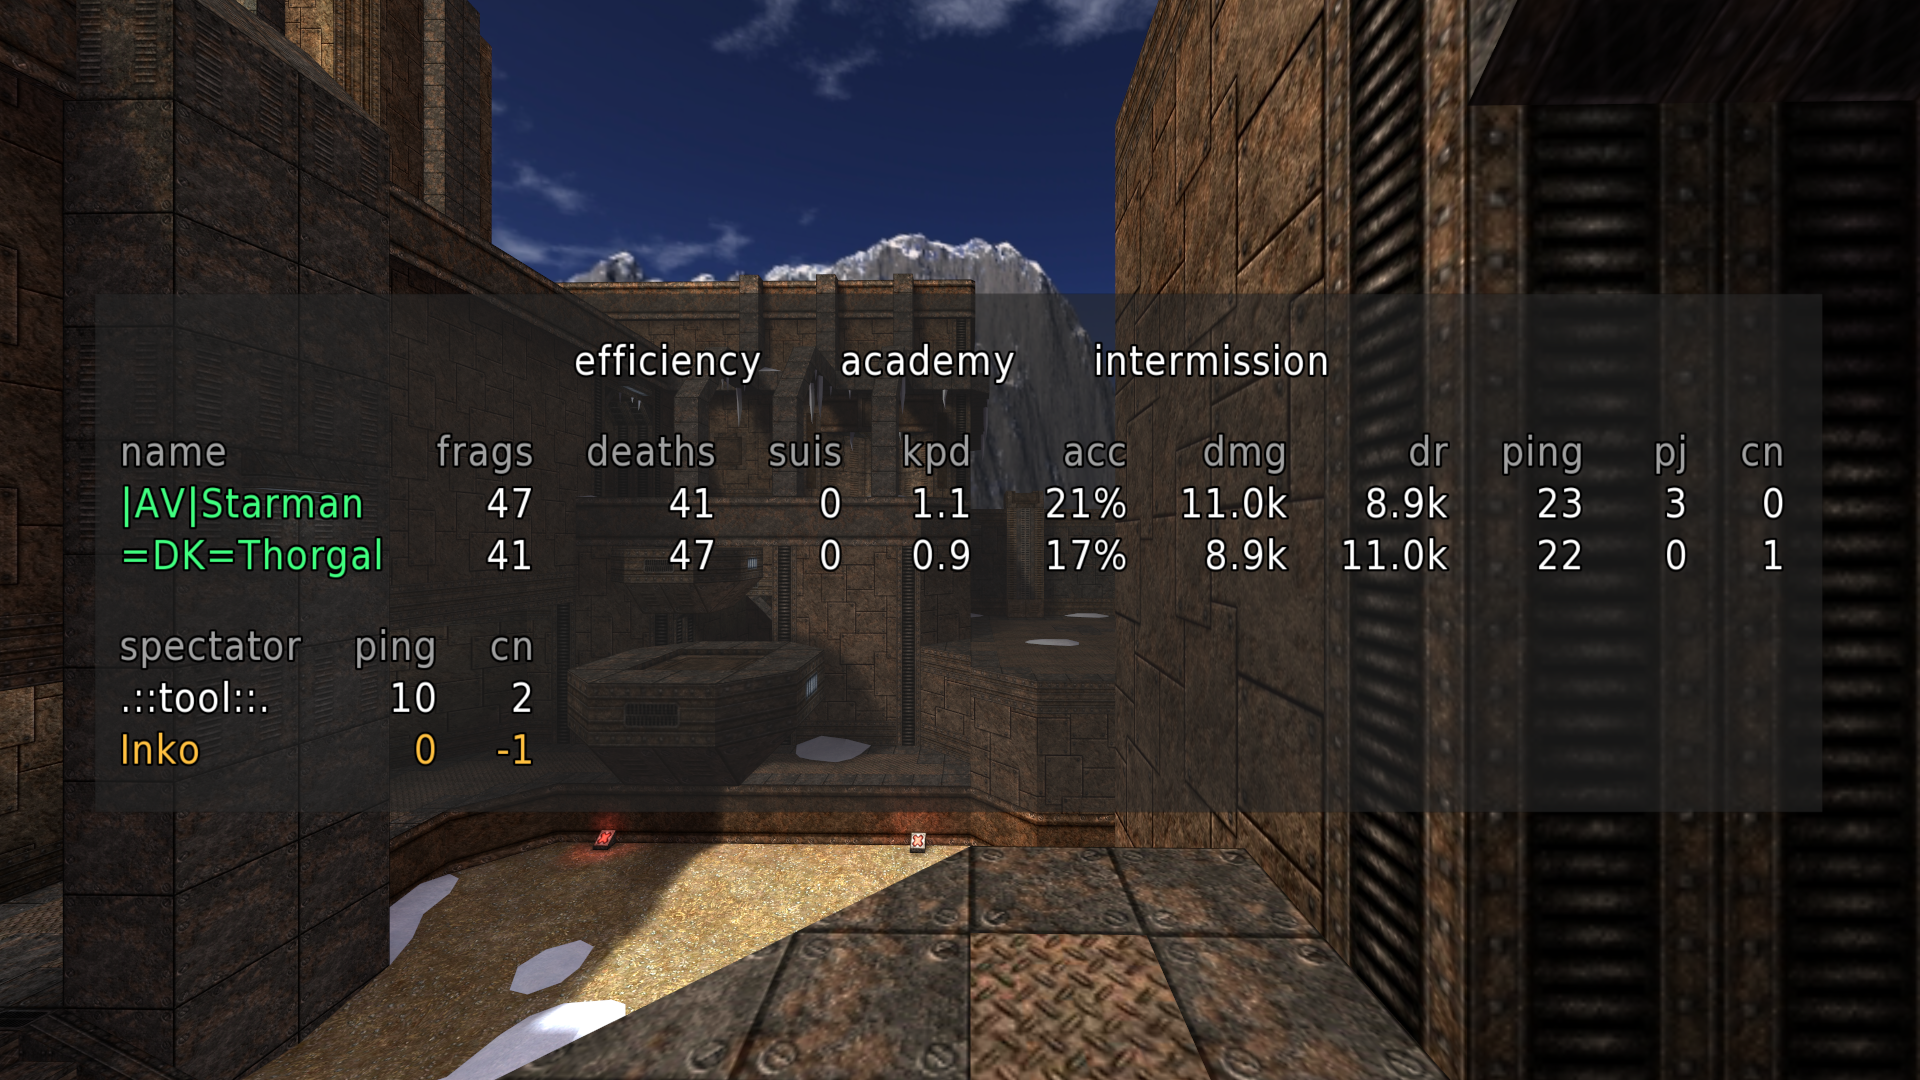 efficiency academy intermission
name frags deaths suis kpd acc dmg dr ping pj cn
|AV|Starman 47 41 0 1.1 21% 11.0k 8.9k 23 3 0
=DK=Thorgal 41 47 0 0.9 17% 8.9k 11.0k 22 0 1
spectator ping cn
.::tool::. 10 2
Inko 0 -1